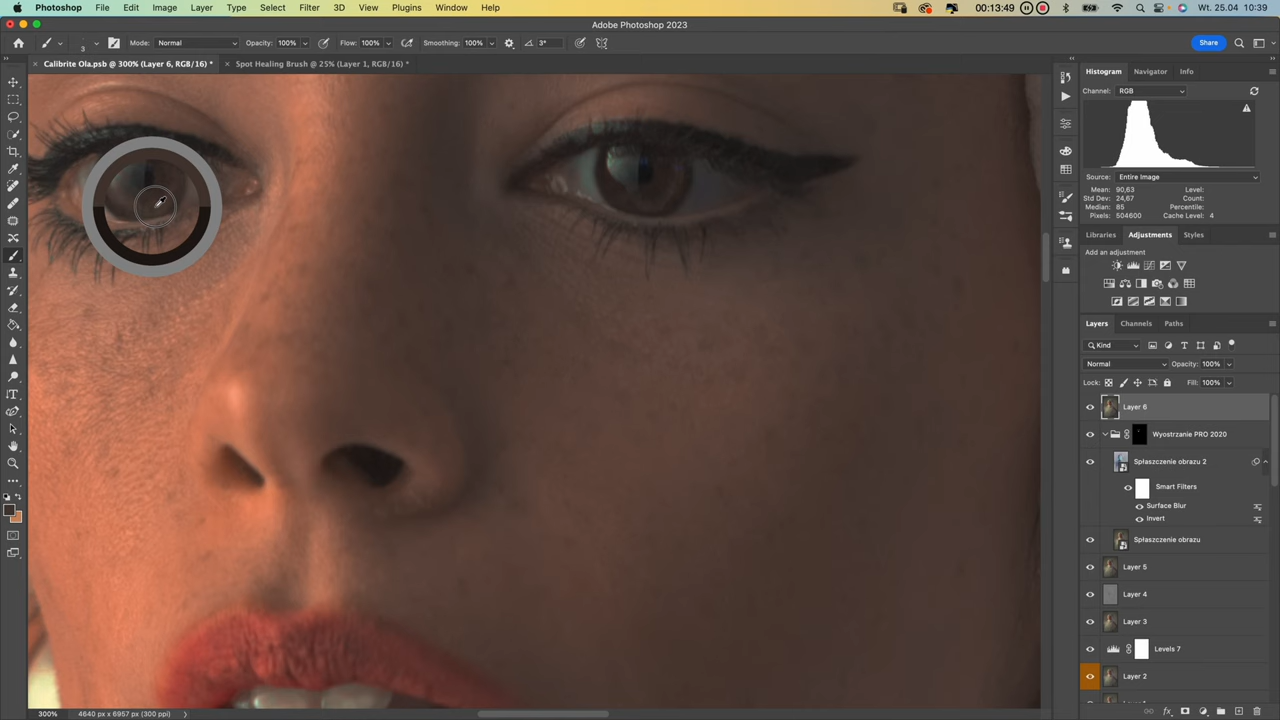 Photoshop File Edit Image Layer Type Select Filter 3D View Plugins Window Help 00:13:49 Wt. 25.04 10:39
Adobe Photoshop 2023
3 Mode: Normal Opacity: 100% Flow: 100% Smoothing: 100% 3° Share
Calibrite Ola.psb @ 300% (Layer 6, RGB/16) * Spot Healing Brush @ 25% (Layer 1, RGB/16) *
Histogram Navigator Info
Channel: RGB
Source: Entire Image
Mean: 90,63 Level:
Std Dev: 24,67 Count:
Median: 85 Percentile:
Pixels: 504600 Cache Level: 4
Libraries Adjustments Styles
Add an adjustment
Layers Channels Paths
Kind
Normal Opacity: 100%
Lock: Fill: 100%
Layer 6
Wyostrzanie PRO 2020
Spłaszczenie obrazu 2
Smart Filters
Surface Blur
Invert
Spłaszczenie obrazu
Layer 5
Layer 4
Layer 3
Levels 7
Layer 2
300% 4640 px x 6957 px (300 ppi)